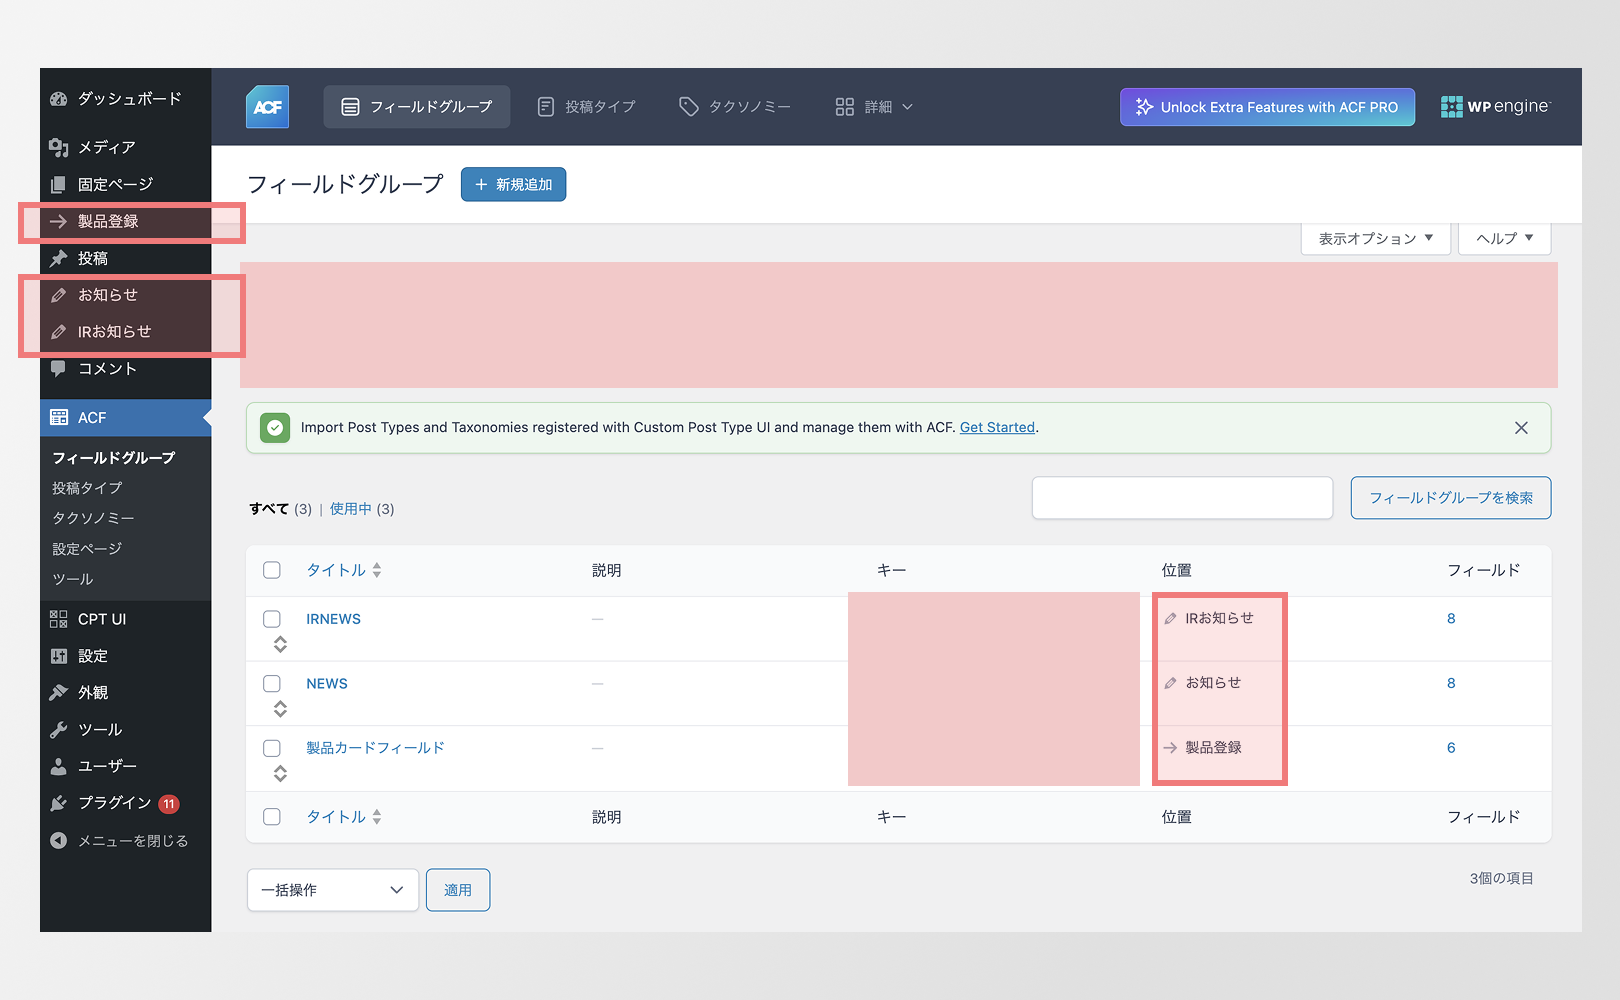 ダッシュボード
メディア
固定ページ
製品登録
投稿
お知らせ
IRお知らせ
コメント
ACF
フィールドグループ
投稿タイプ
タクソノミー
設定ページ
ツール
CPT UI
設定
外観
ツール
ユーザー
プラグイン 11
メニューを閉じる
ACF フィールドグループ 投稿タイプ タクソノミー 詳細 Unlock Extra Features with ACF PRO WP engine
フィールドグループ + 新規追加
表示オプション ▼ ヘルプ ▼
Import Post Types and Taxonomies registered with Custom Post Type UI and manage them with ACF. Get Started.
すべて (3) | 使用中 (3) フィールドグループを検索
タイトル 説明 キー 位置 フィールド
IRNEWS — IRお知らせ 8
NEWS — お知らせ 8
製品カードフィールド — 製品登録 6
タイトル 説明 キー 位置 フィールド
一括操作 適用 3個の項目